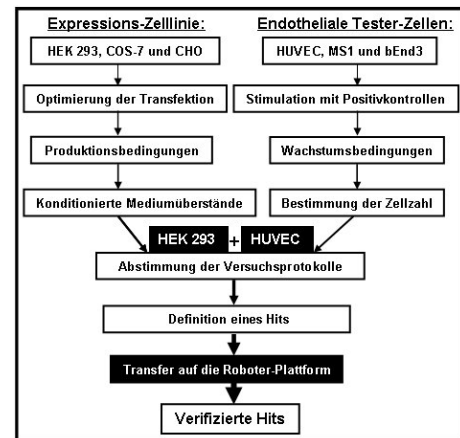 Expressions-Zelllinie:
HEK 293, COS-7 und CHO
Optimierung der Transfektion
Produktionsbedingungen
Konditionierte Mediumüberstände
Endotheliale Tester-Zellen:
HUVEC, MS1 und bEnd3
Stimulation mit Positivkontrollen
Wachstumsbedingungen
Bestimmung der Zellzahl
HEK 293 + HUVEC
Abstimmung der Versuchsprotokolle
Definition eines Hits
Transfer auf die Roboter-Plattform
Verifizierte Hits